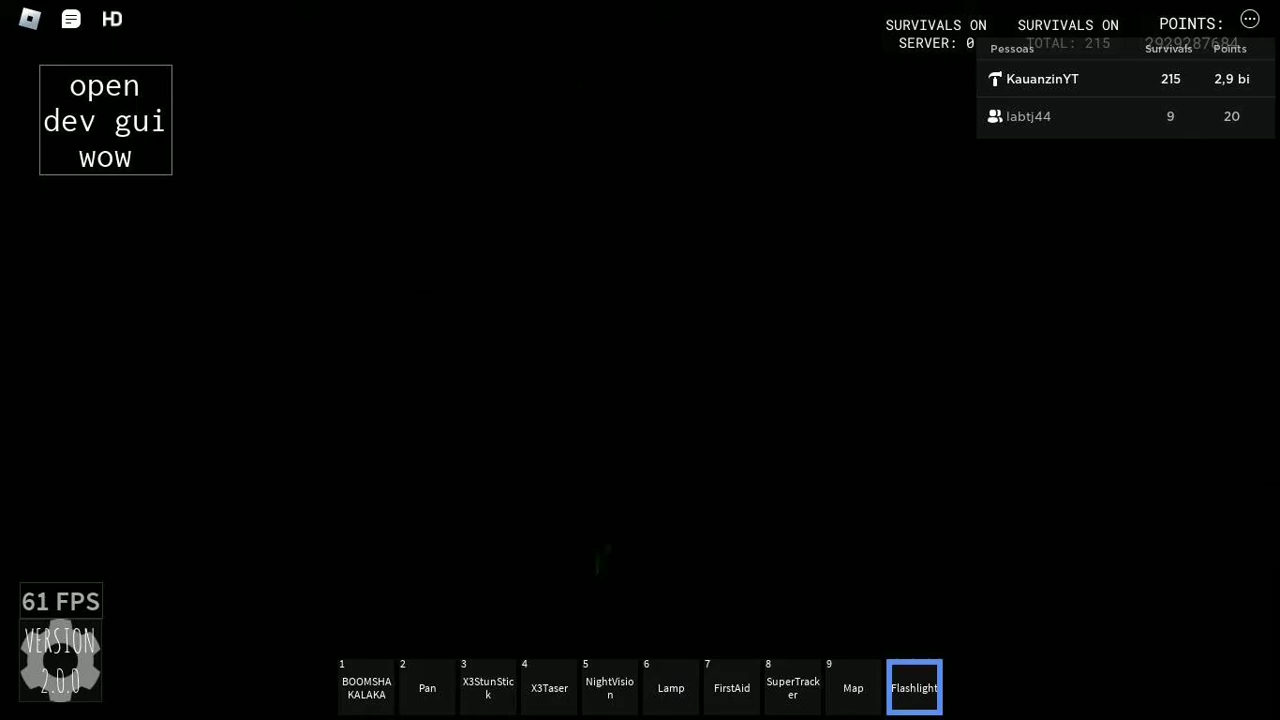 HD
SURVIVALS ON
SERVER: 0
SURVIVALS ON
TOTAL: 215
POINTS:
2929287684
Pessoas Survivals Points
KauanzinYT 215 2,9 bi
labtj44 9 20
open
dev gui
wow
61 FPS
VERSION
2.0.0
1 2 3 4 5 6 7 8 9
BOOMSHA
KALAKA
Pan
X3StunStic
k
X3Taser
NightVisio
n
Lamp
FirstAid
SuperTrack
er
Map
Flashlight